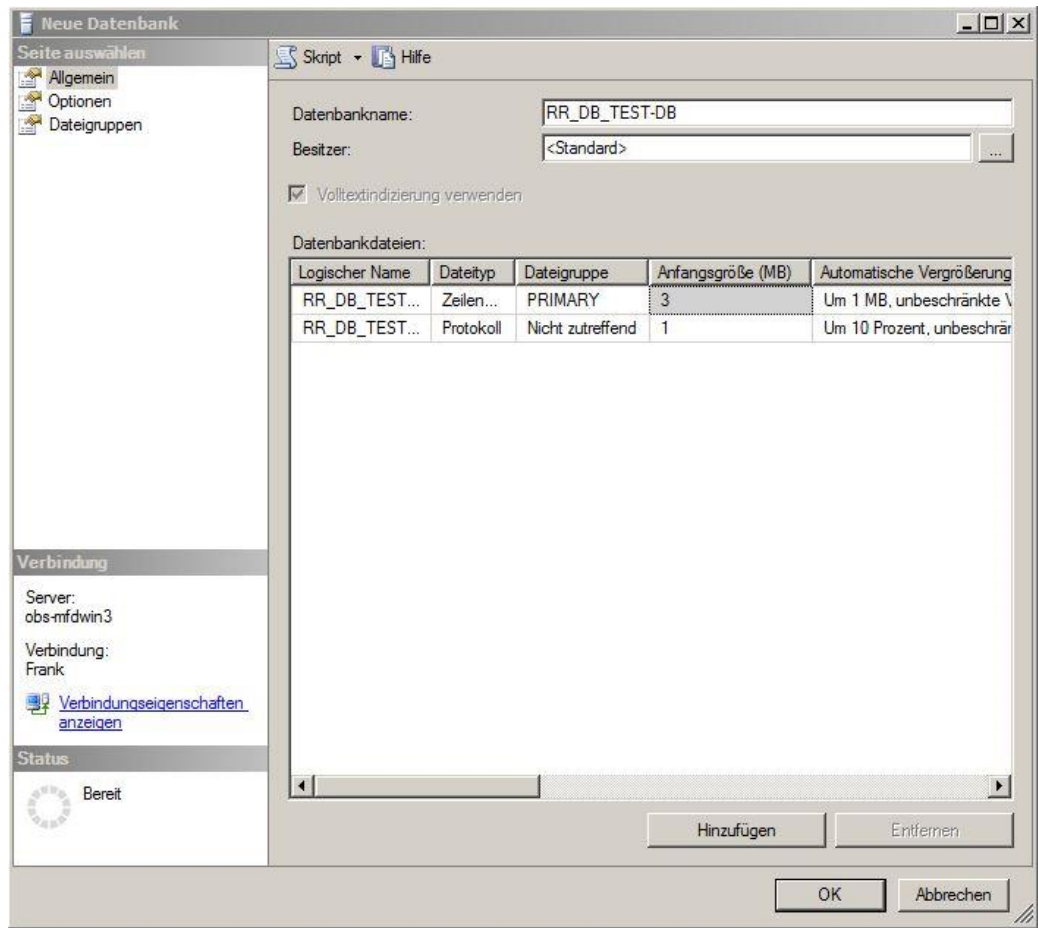 Neue Datenbank
Seite auswählen
Allgemein
Optionen
Dateigruppen
Skript Hilfe
Datenbankname: RR_DB_TEST-DB
Besitzer: <Standard> ...
Volltextindizierung verwenden
Datenbankdateien:
Logischer Name Dateityp Dateigruppe Anfangsgröße (MB) Automatische Vergrößerung
RR_DB_TEST... Zeilen... PRIMARY 3 Um 1 MB, unbeschränkte V
RR_DB_TEST... Protokoll Nicht zutreffend 1 Um 10 Prozent, unbeschrän
Verbindung
Server:
obs-mfdwin3
Verbindung:
Frank
Verbindungseigenschaften
anzeigen
Status
Bereit
Hinzufügen Entfernen
OK Abbrechen